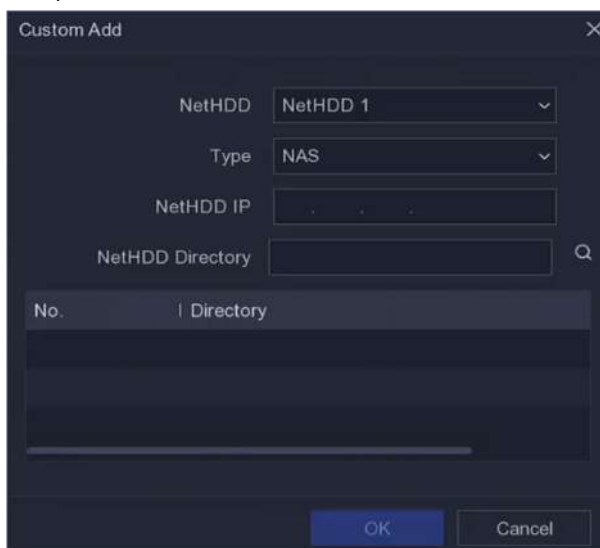 Custom Add
NetHDD NetHDD 1
Type NAS
NetHDD IP . . .
NetHDD Directory
No. Directory
OK Cancel